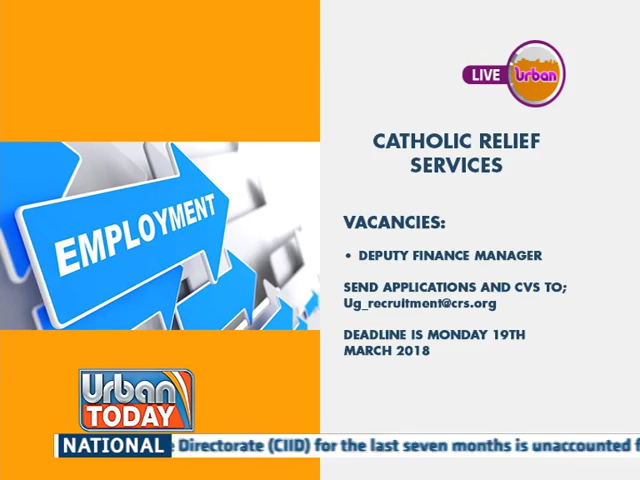 LIVE
Urban
CATHOLIC RELIEF
SERVICES
VACANCIES:
• DEPUTY FINANCE MANAGER
SEND APPLICATIONS AND CVS TO;
Ug_recruitment@crs.org
DEADLINE IS MONDAY 19TH
MARCH 2018
EMPLOYMENT
Urban
TODAY
NATIONAL
Directorate (CIID) for the last seven months is unaccounted